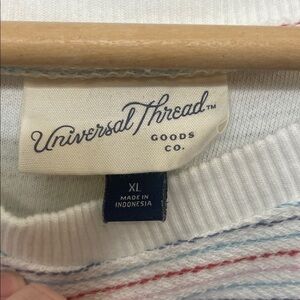 Universal Thread™
GOODS
CO.
XL
MADE IN
INDONESIA